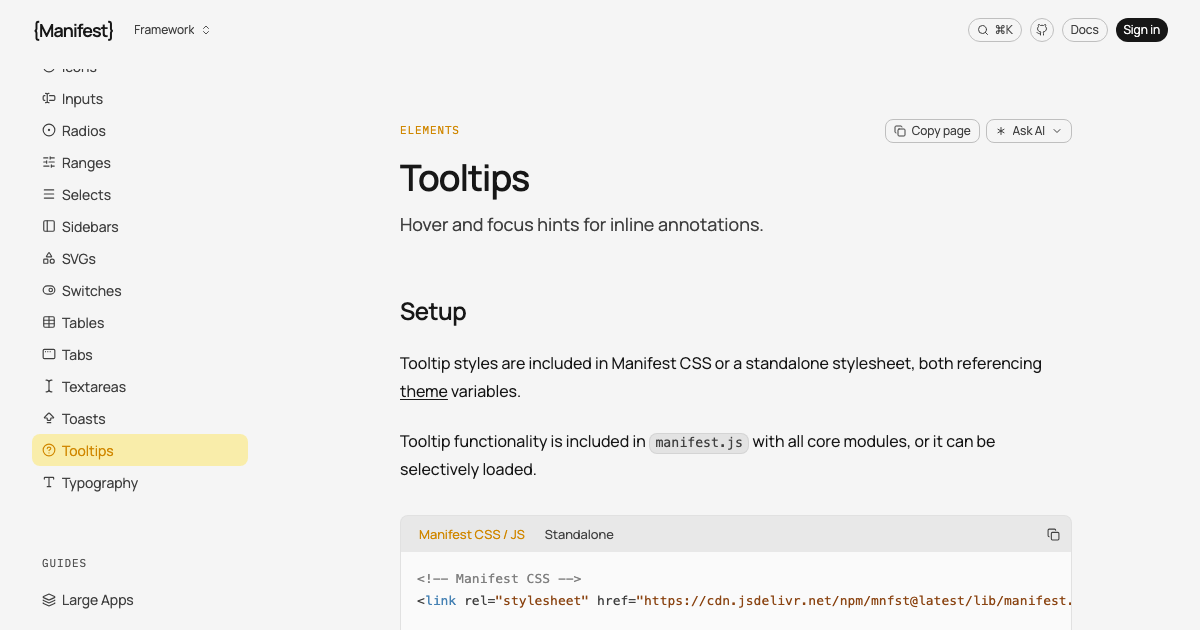 {Manifest}
Framework
⌘K
Docs
Sign in
Icons
Inputs
Radios
Ranges
Selects
Sidebars
SVGs
Switches
Tables
Tabs
Textareas
Toasts
Tooltips
Typography
GUIDES
Large Apps
ELEMENTS
Copy page
Ask AI
Tooltips
Hover and focus hints for inline annotations.
Setup
Tooltip styles are included in Manifest CSS or a standalone stylesheet, both referencing
theme variables.
Tooltip functionality is included in manifest.js with all core modules, or it can be
selectively loaded.
Manifest CSS / JS
Standalone
<!-- Manifest CSS -->
<link rel="stylesheet" href="https://cdn.jsdelivr.net/npm/mnfst@latest/lib/manifest.